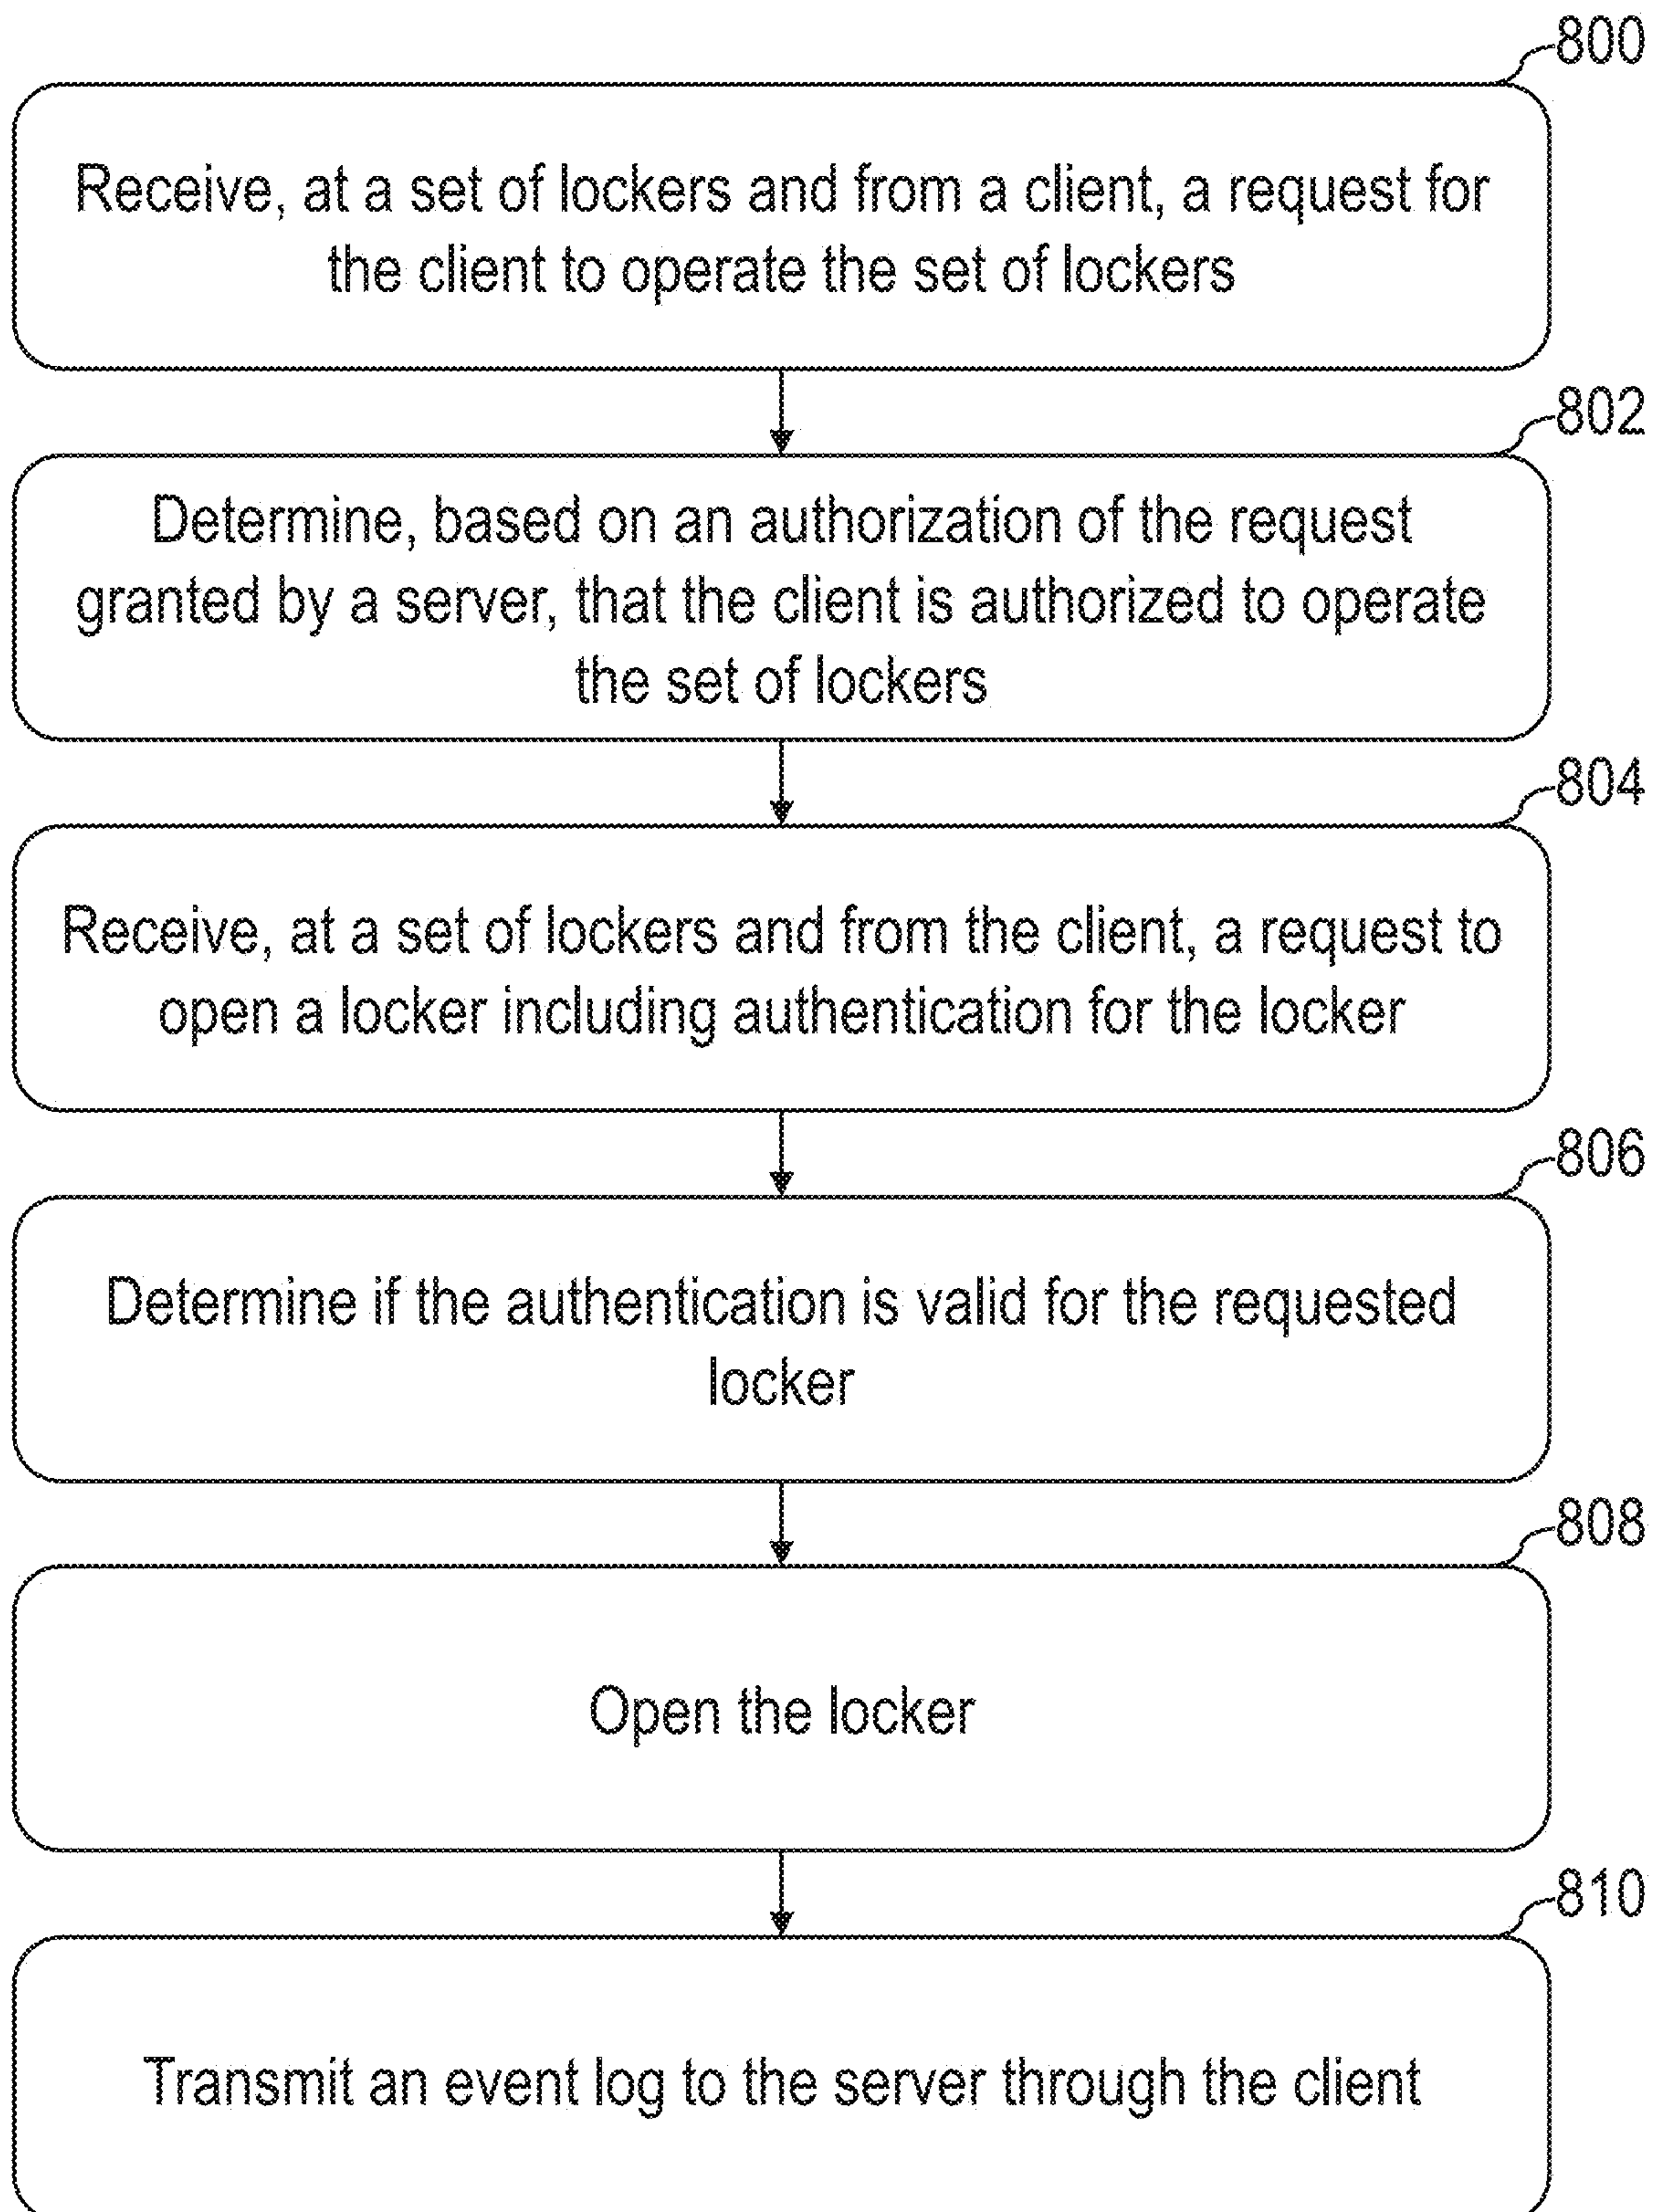 800
Receive, at a set of lockers and from a client, a request for
the client to operate the set of lockers
802
Determine, based on an authorization of the request
granted by a server, that the client is authorized to operate
the set of lockers
804
Receive, at a set of lockers and from the client, a request to
open a locker including authentication for the locker
806
Determine if the authentication is valid for the requested
locker
808
Open the locker
810
Transmit an event log to the server through the client